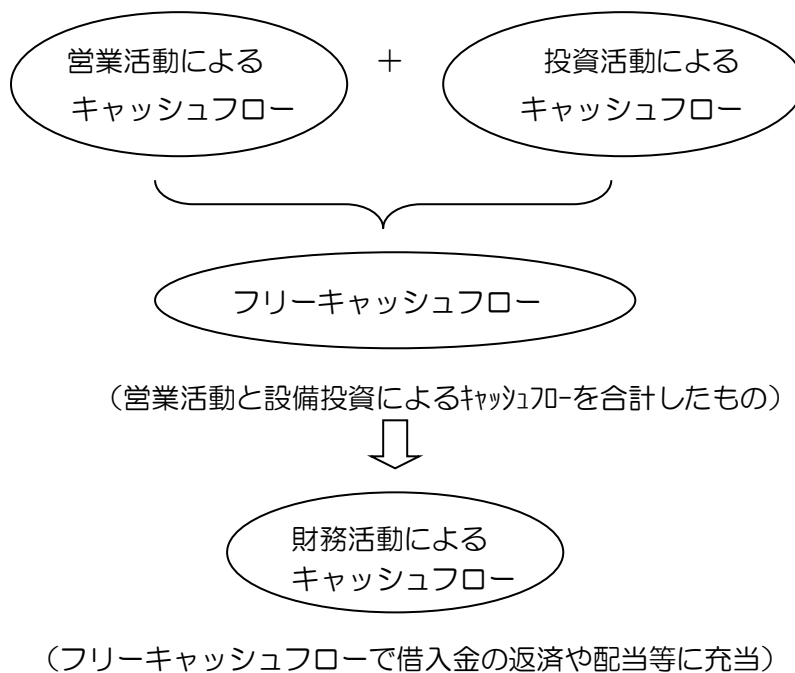 営業活動による
キャッシュフロー
＋
投資活動による
キャッシュフロー
フリーキャッシュフロー
（営業活動と設備投資によるｷｬｯｼｭﾌﾛｰを合計したもの）
財務活動による
キャッシュフロー
（フリーキャッシュフローで借入金の返済や配当等に充当）